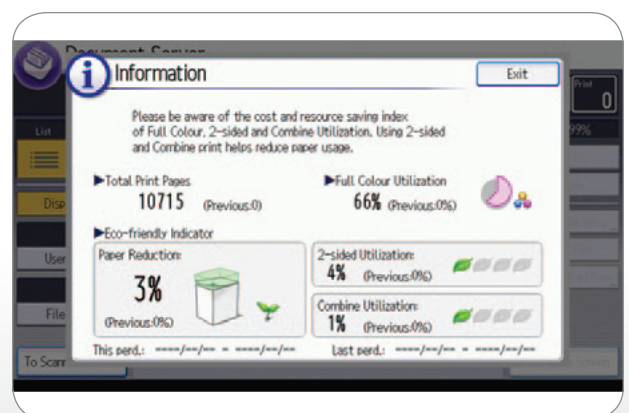 Document Server
Information
Exit
Please be aware of the cost and resource saving index
of Full Colour, 2-sided and Combine Utilization. Using 2-sided
and Combine print helps reduce paper usage.
▶Total Print Pages
10715 (Previous:0)
▶Full Colour Utilization
66% (Previous:0%)
▶Eco-friendly Indicator
Paper Reduction:
3%
(Previous:0%)
2-sided Utilization:
4% (Previous:0%)
Combine Utilization:
1% (Previous:0%)
This perd.: ----/--/-- - ----/--/--
Last perd.: ----/--/-- - ----/--/--
Print
0
List
99%
Disp
User
File
To Scann